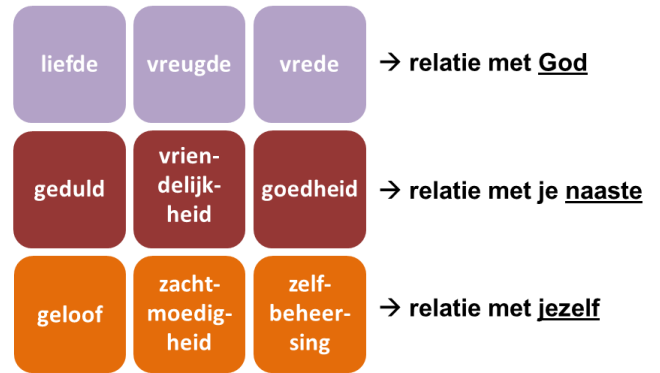 liefde vreugde vrede → relatie met God
geduld vrien-
delijk-
heid goedheid → relatie met je naaste
geloof zacht-
moedig-
heid zelf-
beheer-
sing → relatie met jezelf